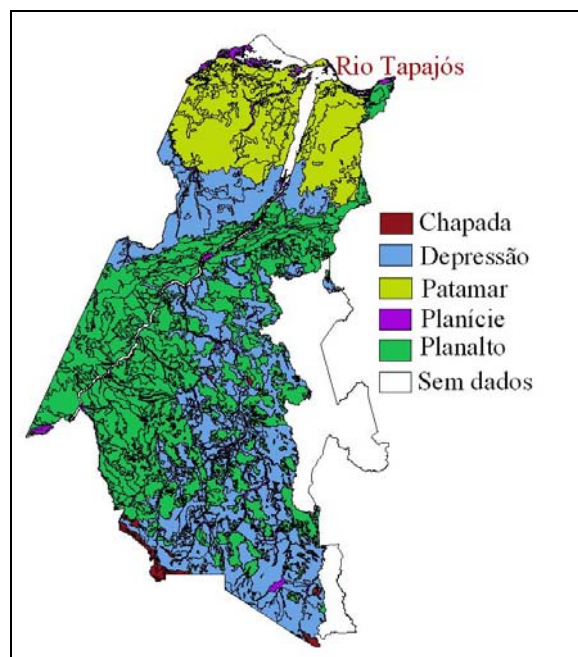 Rio Tapajós
Chapada
Depressão
Patamar
Planície
Planalto
Sem dados